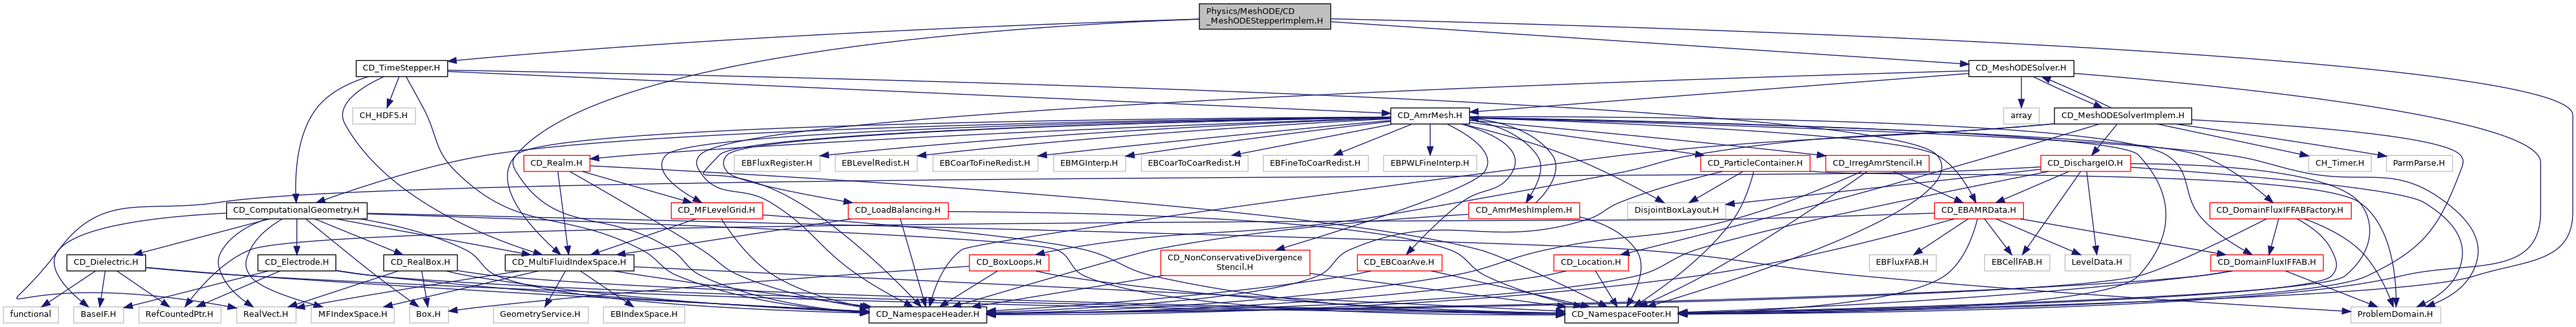 Physics/MeshODE/CD
_MeshODEStepperImplem.H
CD_TimeStepper.H
CD_MeshODESolver.H
CH_HDF5.H
CD_AmrMesh.H
array
CD_MeshODESolverImplem.H
CD_Realm.H
EBFluxRegister.H
EBLevelRedist.H
EBCoarToFineRedist.H
EBMGInterp.H
EBCoarToCoarRedist.H
EBFineToCoarRedist.H
EBPWLFineInterp.H
CD_ParticleContainer.H
CD_IrregAmrStencil.H
CD_DischargeIO.H
CH_Timer.H
ParmParse.H
CD_ComputationalGeometry.H
CD_MFLevelGrid.H
CD_LoadBalancing.H
CD_AmrMeshImplem.H
DisjointBoxLayout.H
CD_EBAMRData.H
CD_DomainFluxIFFABFactory.H
CD_Dielectric.H
CD_Electrode.H
CD_RealBox.H
CD_MultiFluidIndexSpace.H
CD_BoxLoops.H
CD_NonConservativeDivergence
Stencil.H
CD_EBCoarAve.H
CD_Location.H
EBFluxFAB.H
EBCellFAB.H
LevelData.H
CD_DomainFluxIFFAB.H
functional
BaseIF.H
RefCountedPtr.H
RealVect.H
MFIndexSpace.H
Box.H
GeometryService.H
EBIndexSpace.H
CD_NamespaceHeader.H
CD_NamespaceFooter.H
ProblemDomain.H